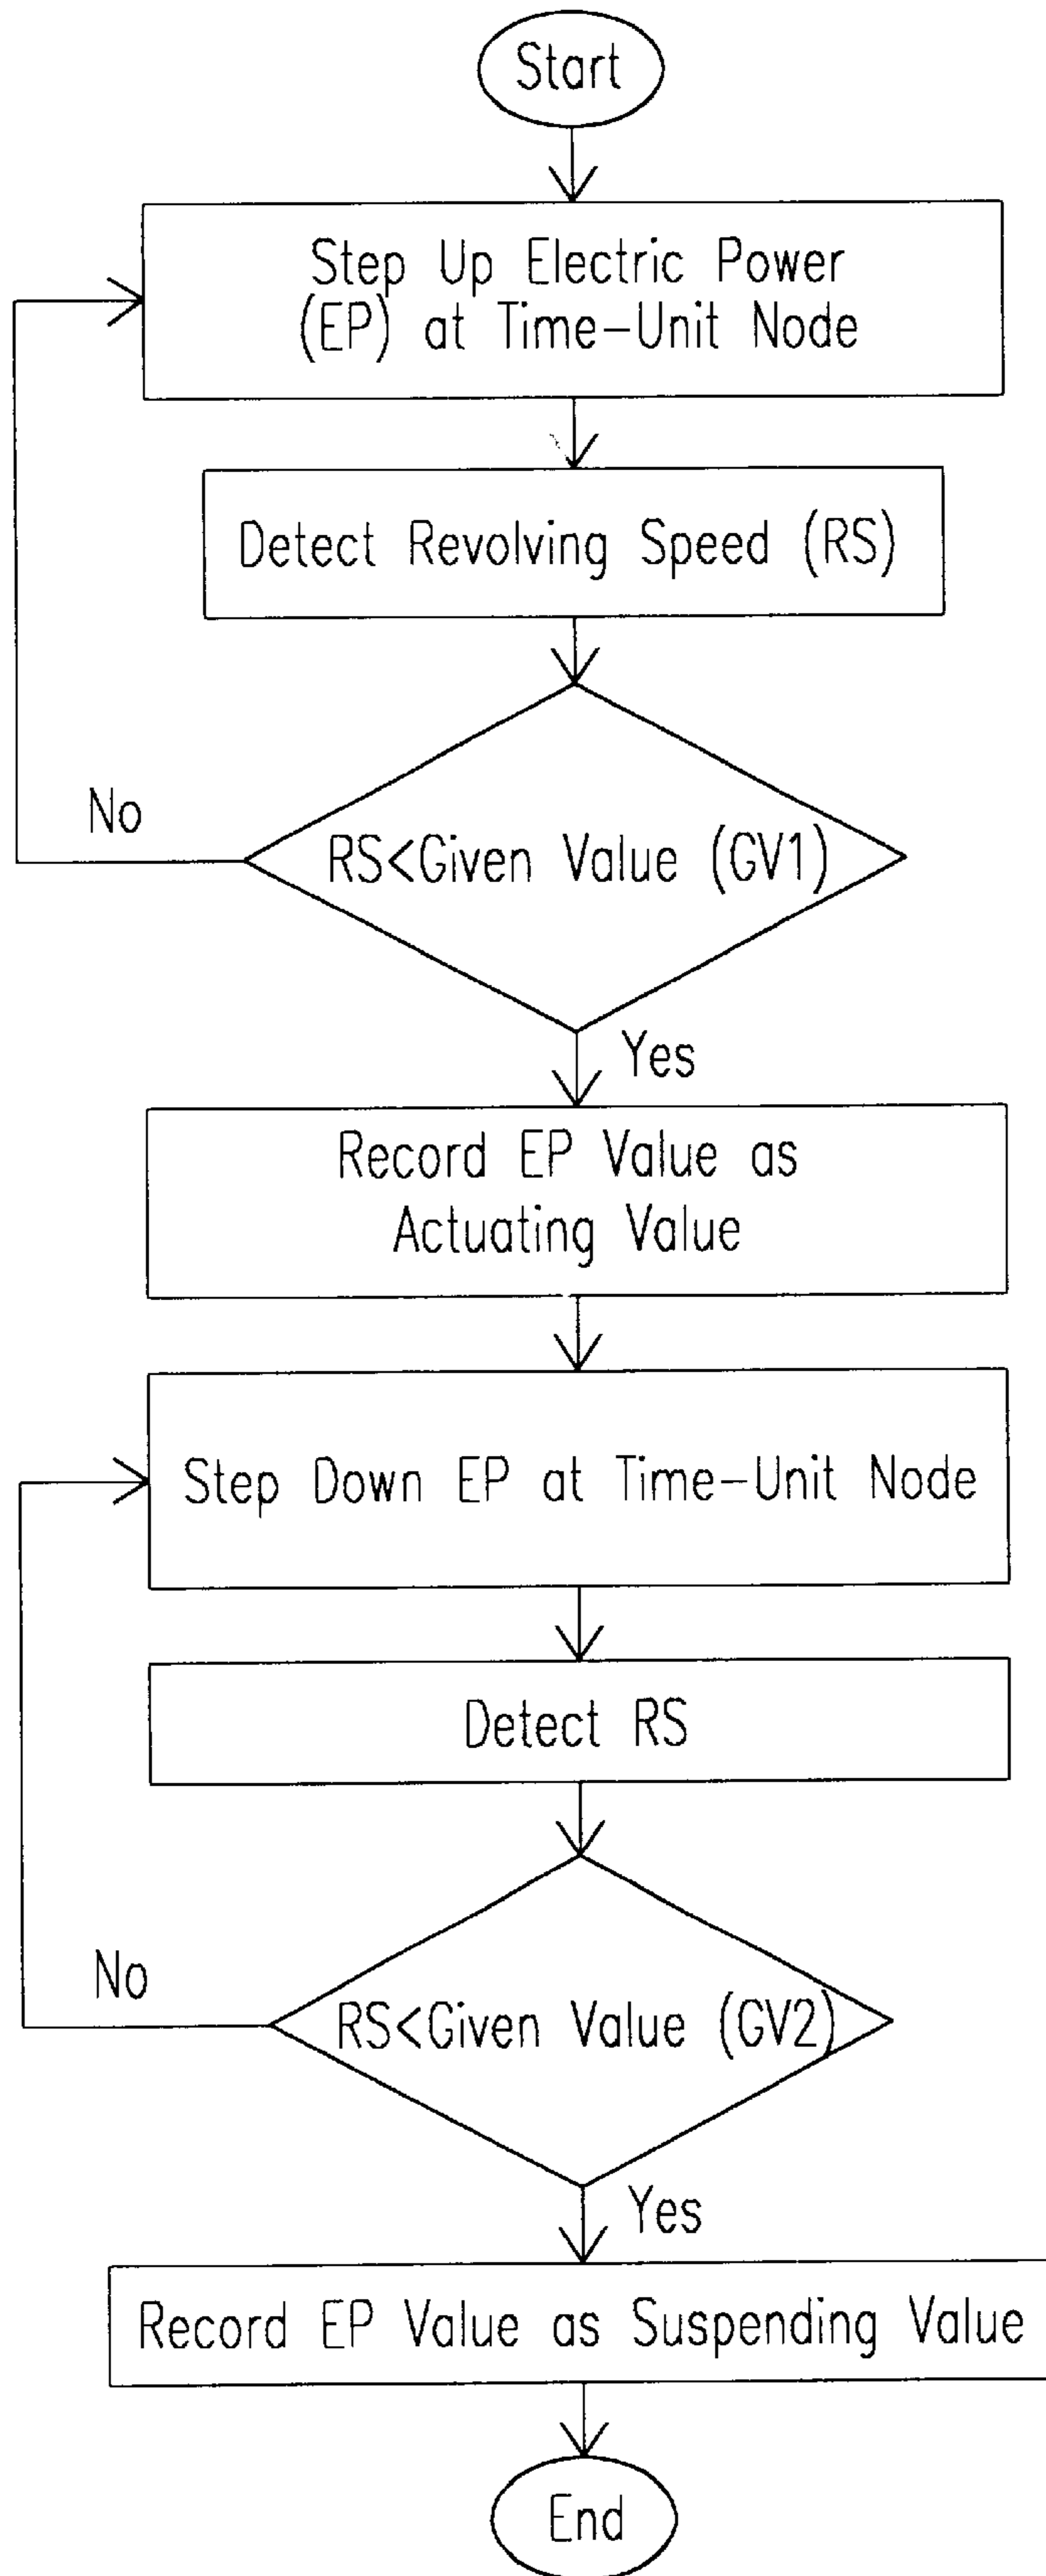 Start
Step Up Electric Power
(EP) at Time-Unit Node
Detect Revolving Speed (RS)
No
RS<Given Value (GV1)
Yes
Record EP Value as
Actuating Value
Step Down EP at Time-Unit Node
Detect RS
No
RS<Given Value (GV2)
Yes
Record EP Value as Suspending Value
End